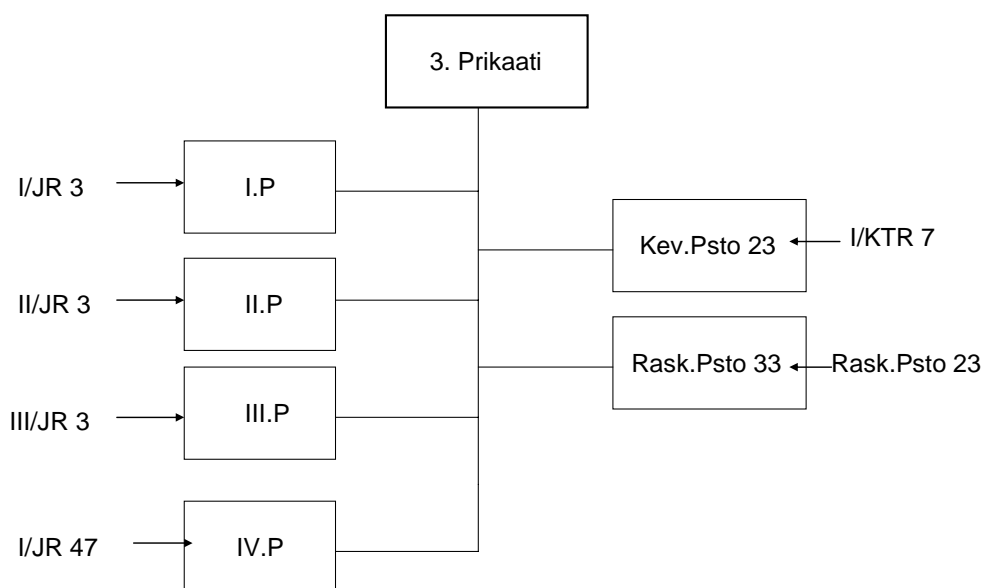 3. Prikaati
I/JR 3
I.P
Kev.Psto 23
I/KTR 7
II/JR 3
II.P
Rask.Psto 33
Rask.Psto 23
III/JR 3
III.P
I/JR 47
IV.P